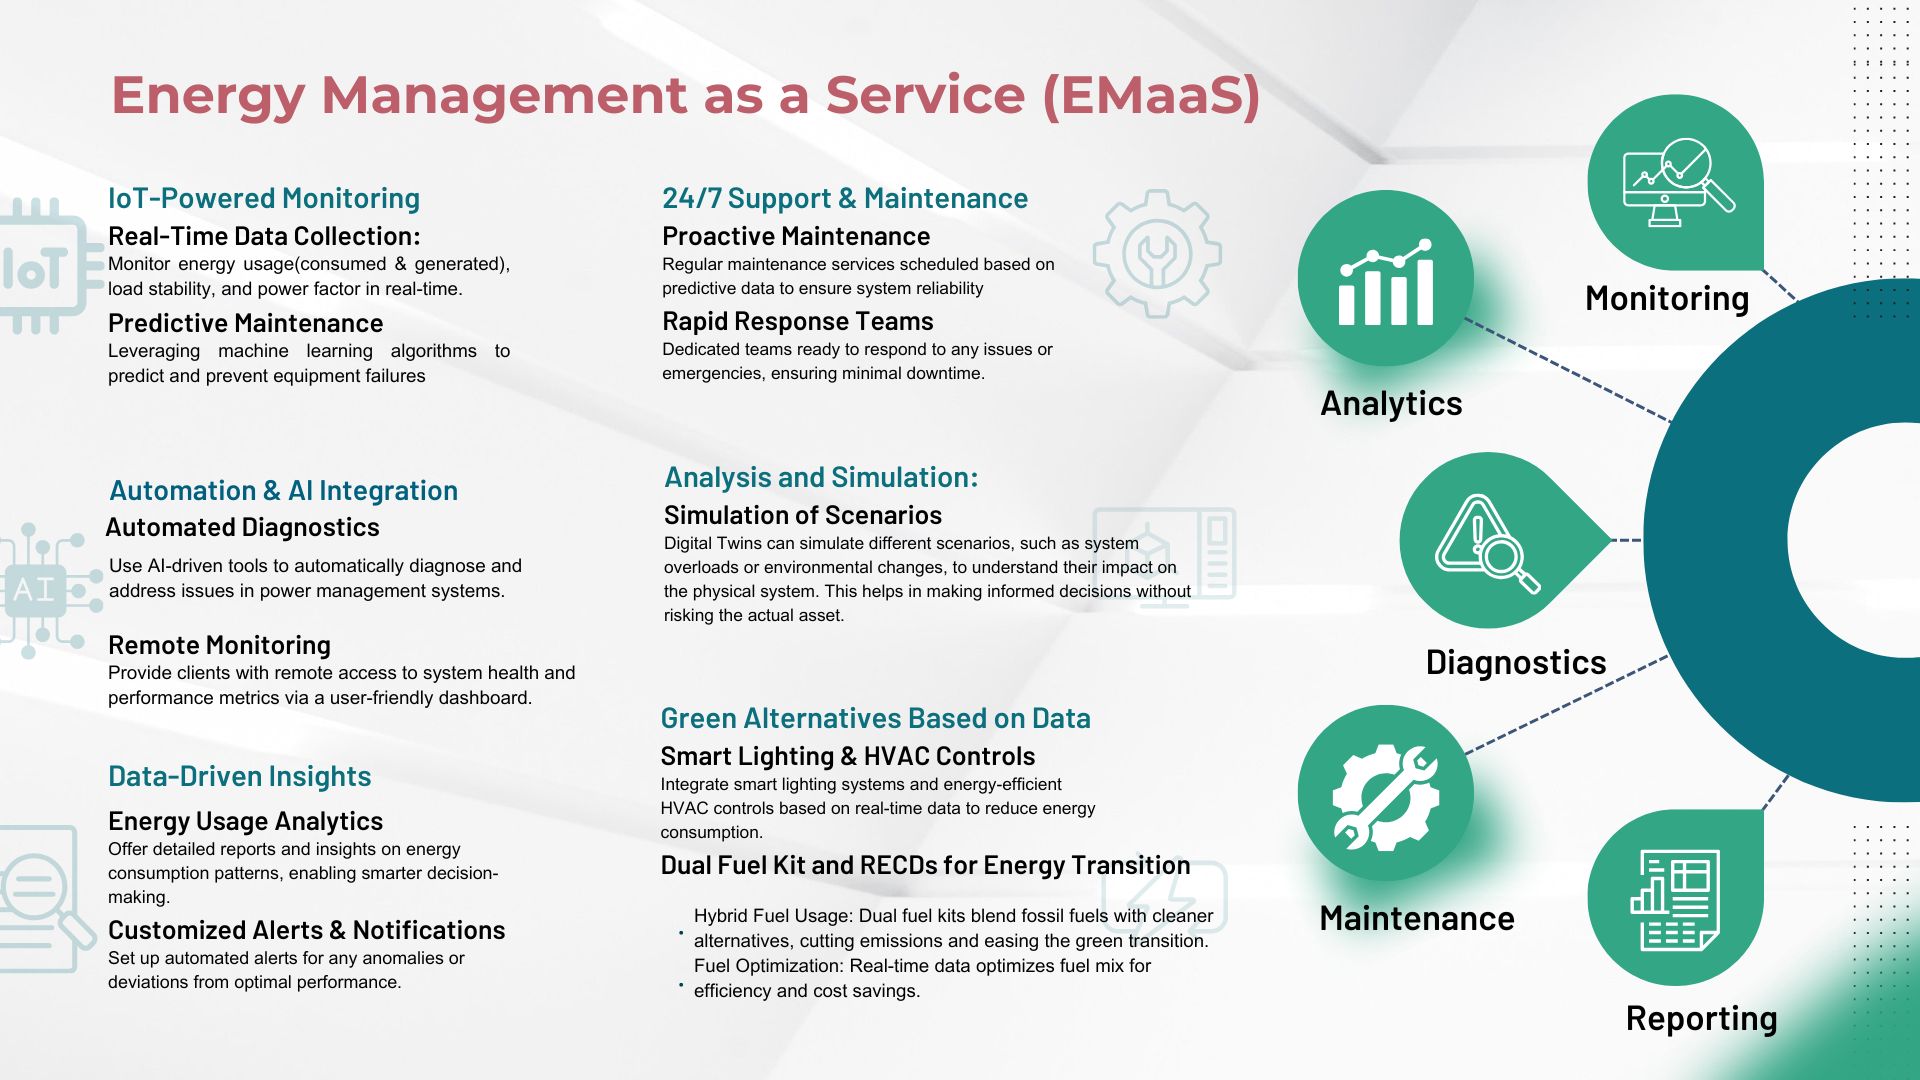 Energy Management as a Service (EMaaS)
IoT-Powered Monitoring
Real-Time Data Collection:
Monitor energy usage(consumed & generated),
load stability, and power factor in real-time.
Predictive Maintenance
Leveraging machine learning algorithms to
predict and prevent equipment failures
IoT
Automation & AI Integration
Automated Diagnostics
Use AI-driven tools to automatically diagnose and
address issues in power management systems.
AI
Remote Monitoring
Provide clients with remote access to system health and
performance metrics via a user-friendly dashboard.
Data-Driven Insights
Energy Usage Analytics
Offer detailed reports and insights on energy
consumption patterns, enabling smarter decision-
making.
Customized Alerts & Notifications
Set up automated alerts for any anomalies or
deviations from optimal performance.
24/7 Support & Maintenance
Proactive Maintenance
Regular maintenance services scheduled based on
predictive data to ensure system reliability
Rapid Response Teams
Dedicated teams ready to respond to any issues or
emergencies, ensuring minimal downtime.
Analysis and Simulation:
Simulation of Scenarios
Digital Twins can simulate different scenarios, such as system
overloads or environmental changes, to understand their impact on
the physical system. This helps in making informed decisions without
risking the actual asset.
Green Alternatives Based on Data
Smart Lighting & HVAC Controls
Integrate smart lighting systems and energy-efficient
HVAC controls based on real-time data to reduce energy
consumption.
Dual Fuel Kit and RECDs for Energy Transition
Hybrid Fuel Usage: Dual fuel kits blend fossil fuels with cleaner
alternatives, cutting emissions and easing the green transition.
Fuel Optimization: Real-time data optimizes fuel mix for
efficiency and cost savings.
Monitoring
Analytics
Diagnostics
Maintenance
Reporting